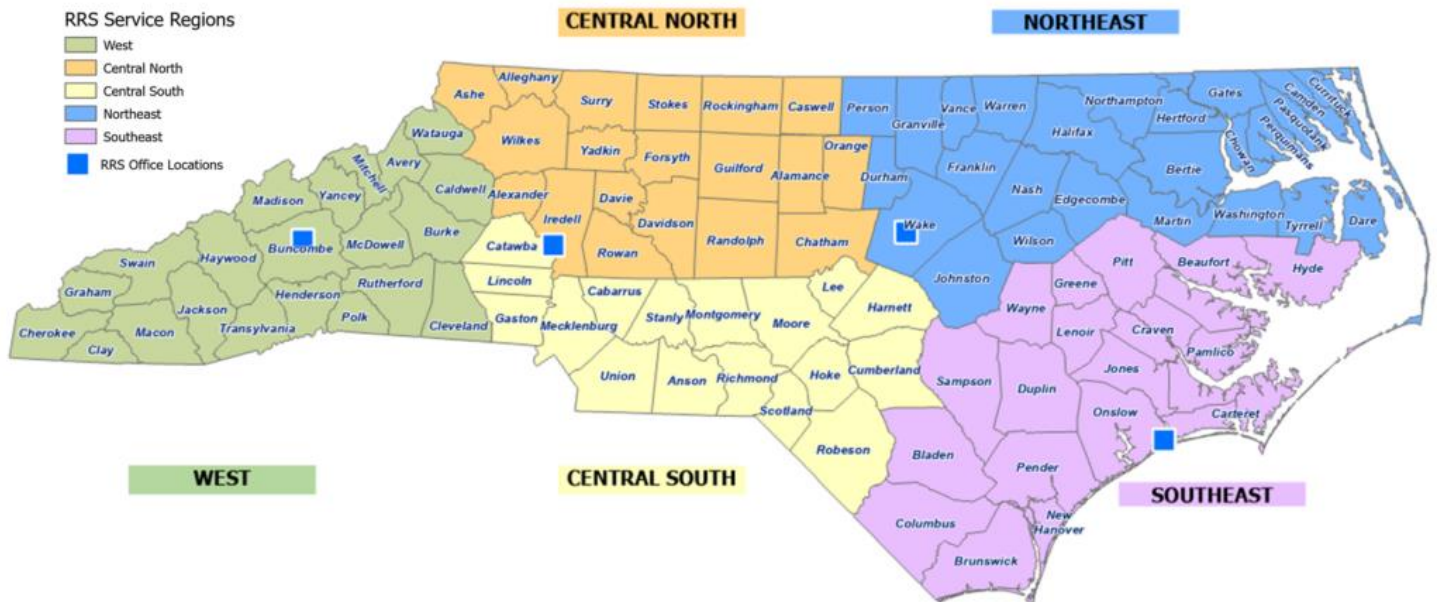 RRS Service Regions
West
Central North
Central South
Northeast
Southeast
RRS Office Locations
CENTRAL NORTH
NORTHEAST
WEST
CENTRAL SOUTH
SOUTHEAST
Ashe
Alleghany
Surry
Stokes
Rockingham
Caswell
Person
Granville
Vance
Warren
Northampton
Gates
Hertford
Camden
Currituck
Pasquotank
Perquimans
Chowan
Halifax
Bertie
Watauga
Wilkes
Yadkin
Forsyth
Guilford
Alamance
Orange
Durham
Franklin
Nash
Edgecombe
Martin
Washington
Tyrrell
Dare
Mitchell
Avery
Caldwell
Alexander
Iredell
Davie
Davidson
Randolph
Chatham
Wake
Wilson
Madison
Yancey
Burke
McDowell
Buncombe
Haywood
Swain
Graham
Cherokee
Clay
Macon
Jackson
Transylvania
Henderson
Polk
Rutherford
Cleveland
Catawba
Lincoln
Gaston
Rowan
Cabarrus
Mecklenburg
Stanly
Montgomery
Moore
Lee
Harnett
Johnston
Union
Anson
Richmond
Scotland
Hoke
Cumberland
Robeson
Wayne
Greene
Pitt
Beaufort
Hyde
Lenoir
Craven
Pamlico
Jones
Sampson
Duplin
Onslow
Carteret
Bladen
Pender
Columbus
New
Hanover
Brunswick